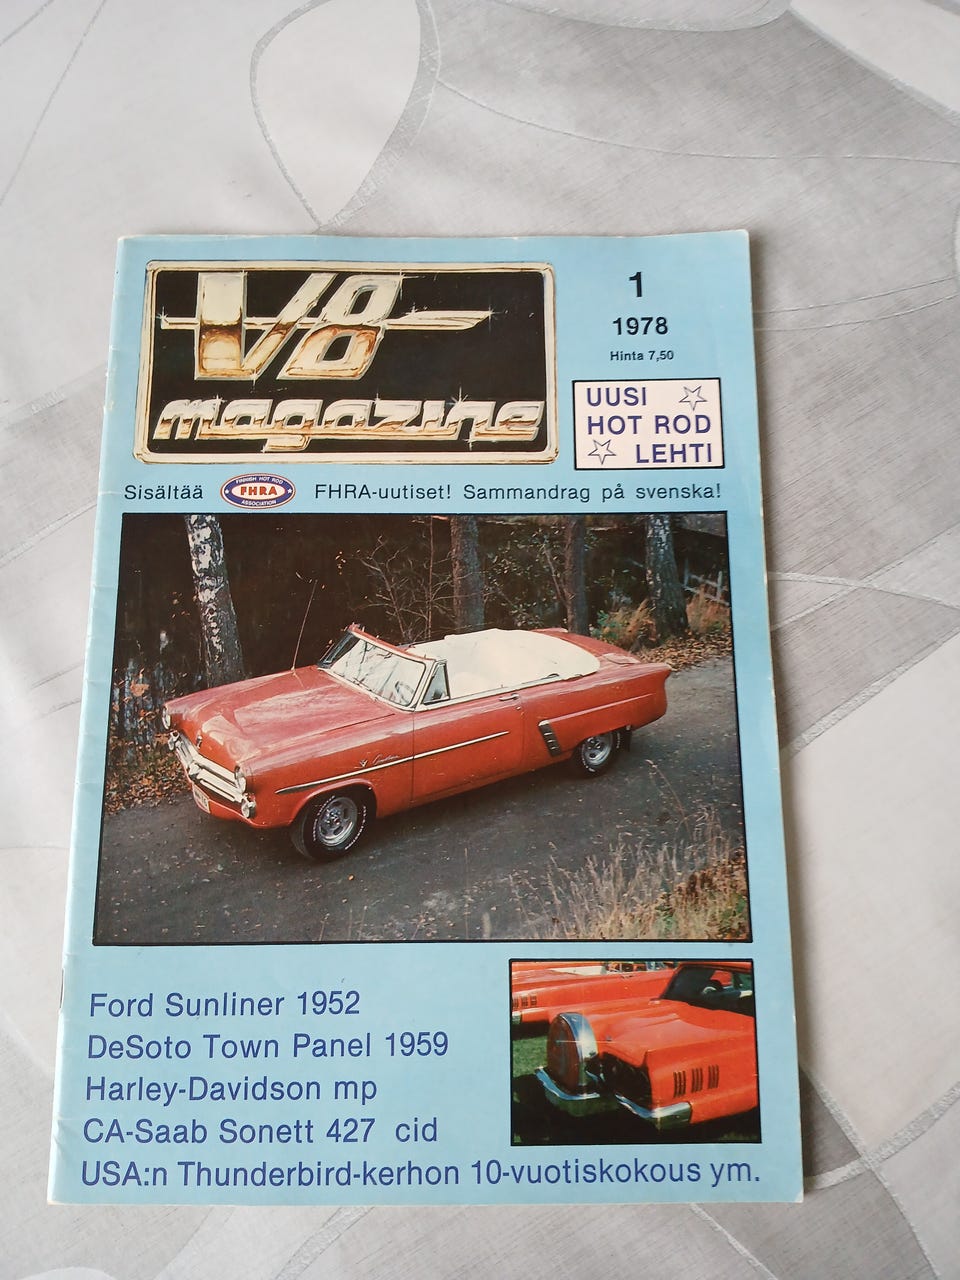 V8
magazine
1
1978
Hinta 7,50
UUSI
HOT ROD
LEHTI
Sisältää
FINNISH HOT ROD
FHRA
ASSOCIATION
FHRA-uutiset! Sammandrag på svenska!
Ford Sunliner 1952
DeSoto Town Panel 1959
Harley-Davidson mp
CA-Saab Sonett 427 cid
USA:n Thunderbird-kerhon 10-vuotiskokous ym.